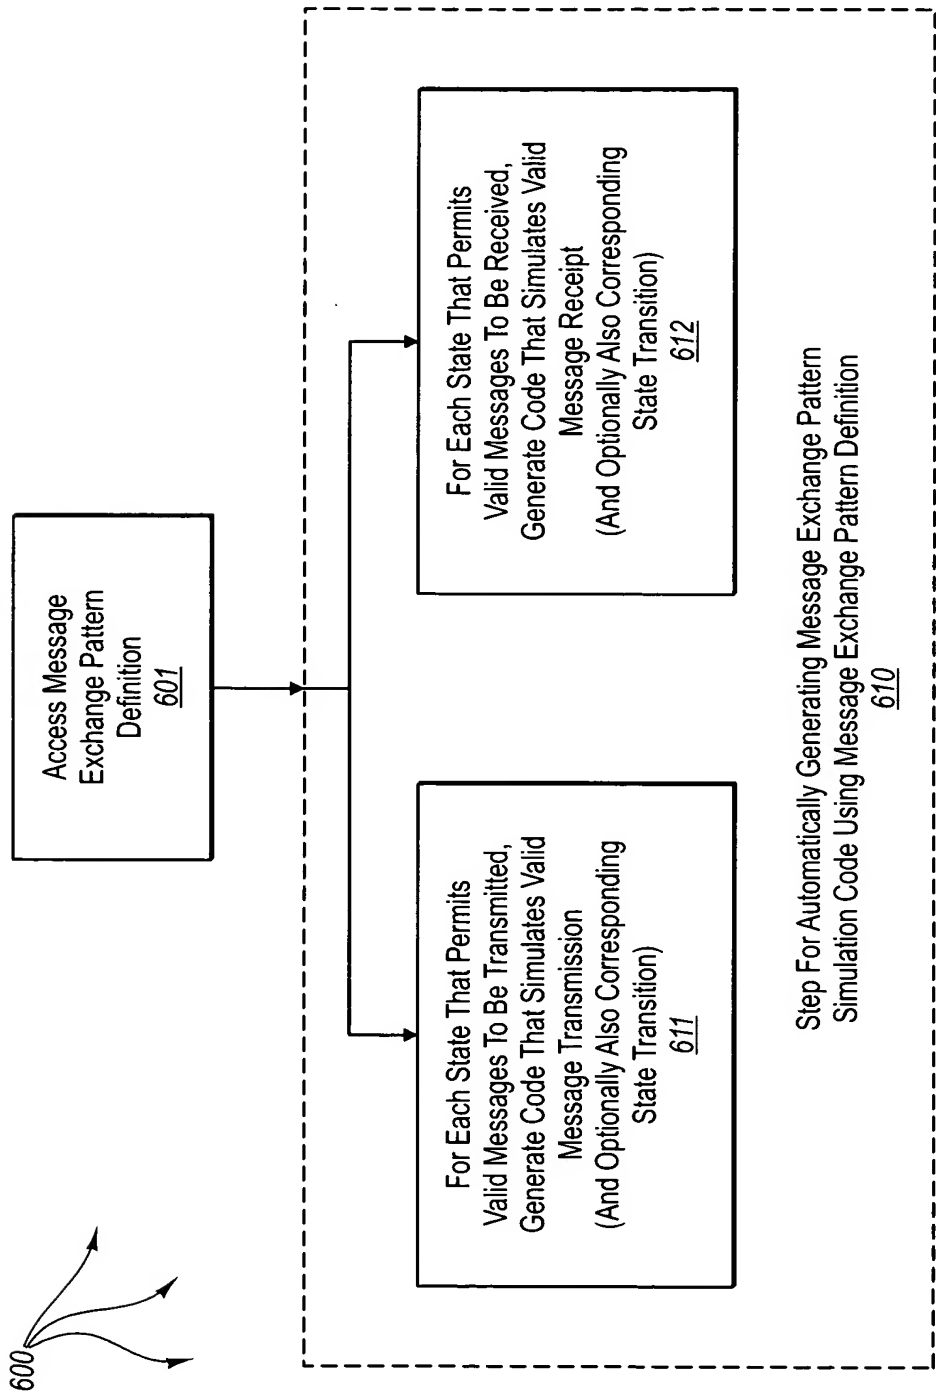 600
Access Message
Exchange Pattern
Definition
601
For Each State That Permits
Valid Messages To Be Transmitted,
Generate Code That Simulates Valid
Message Transmission
(And Optionally Also Corresponding
State Transition)
611
For Each State That Permits
Valid Messages To Be Received,
Generate Code That Simulates Valid
Message Receipt
(And Optionally Also Corresponding
State Transition)
612
Step For Automatically Generating Message Exchange Pattern
Simulation Code Using Message Exchange Pattern Definition
610